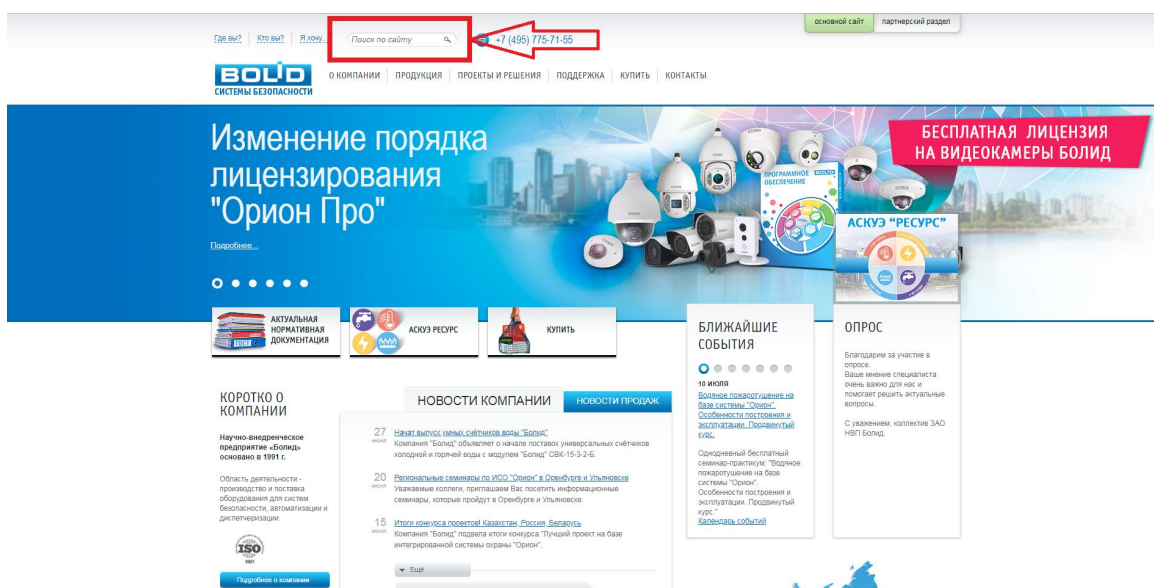 основной сайт
партнерский раздел
Где вы?
Кто вы?
Я хочу...
Поиск по сайту
+7 (495) 775-71-55
BOLID
СИСТЕМЫ БЕЗОПАСНОСТИ
О КОМПАНИИ
ПРОДУКЦИЯ
ПРОЕКТЫ И РЕШЕНИЯ
ПОДДЕРЖКА
КУПИТЬ
КОНТАКТЫ
Изменение порядка
лицензирования
"Орион Про"
Подробнее...
БЕСПЛАТНАЯ ЛИЦЕНЗИЯ
НА ВИДЕОКАМЕРЫ БОЛИД
ПРОГРАММНОЕ
ОБЕСПЕЧЕНИЕ
BOLID
АСКУЭ "РЕСУРС"
АКТУАЛЬНАЯ
НОРМАТИВНАЯ
ДОКУМЕНТАЦИЯ
ГОСТ
АСКУЭ РЕСУРС
КУПИТЬ
КОРОТКО О
КОМПАНИИ
Научно-внедренческое
предприятие «Болид»
основано в 1991 г.
Область деятельности -
производство и поставка
оборудования для систем
безопасности, автоматизации и
диспетчеризации.
ISO
9001
Подробнее о компании
НОВОСТИ КОМПАНИИ
НОВОСТИ ПРОДАЖ
27
июня
Начат выпуск умных счётчиков воды "Болид"
Компания "Болид" объявляет о начале поставок универсальных счётчиков
холодной и горячей воды с модулем "Болид" СВК-15-3-2-Б.
20
июня
Региональные семинары по ИСО "Орион" в Оренбурге и Ульяновске
Уважаемые коллеги, приглашаем Вас посетить информационные
семинары, которые пройдут в Оренбурге и Ульяновске.
15
июня
Итоги конкурса проектов! Казахстан, Россия, Беларусь
Компания "Болид" подвела итоги конкурса "Лучший проект на базе
интегрированной системы охраны "Орион".
Ещё
БЛИЖАЙШИЕ
СОБЫТИЯ
10 ИЮЛЯ
Водяное пожаротушение на
базе системы "Орион".
Особенности построения и
эксплуатации. Продвинутый
курс.
Однодневный бесплатный
семинар-практикум: "Водяное
пожаротушение на базе
системы "Орион".
Особенности построения и
эксплуатации. Продвинутый
курс."
Календарь событий
ОПРОС
Благодарим за участие в
опросе.
Ваше мнение специалиста
очень важно для нас и
помогает решить актуальные
вопросы.
С уважением, коллектив ЗАО
НВП Болид.